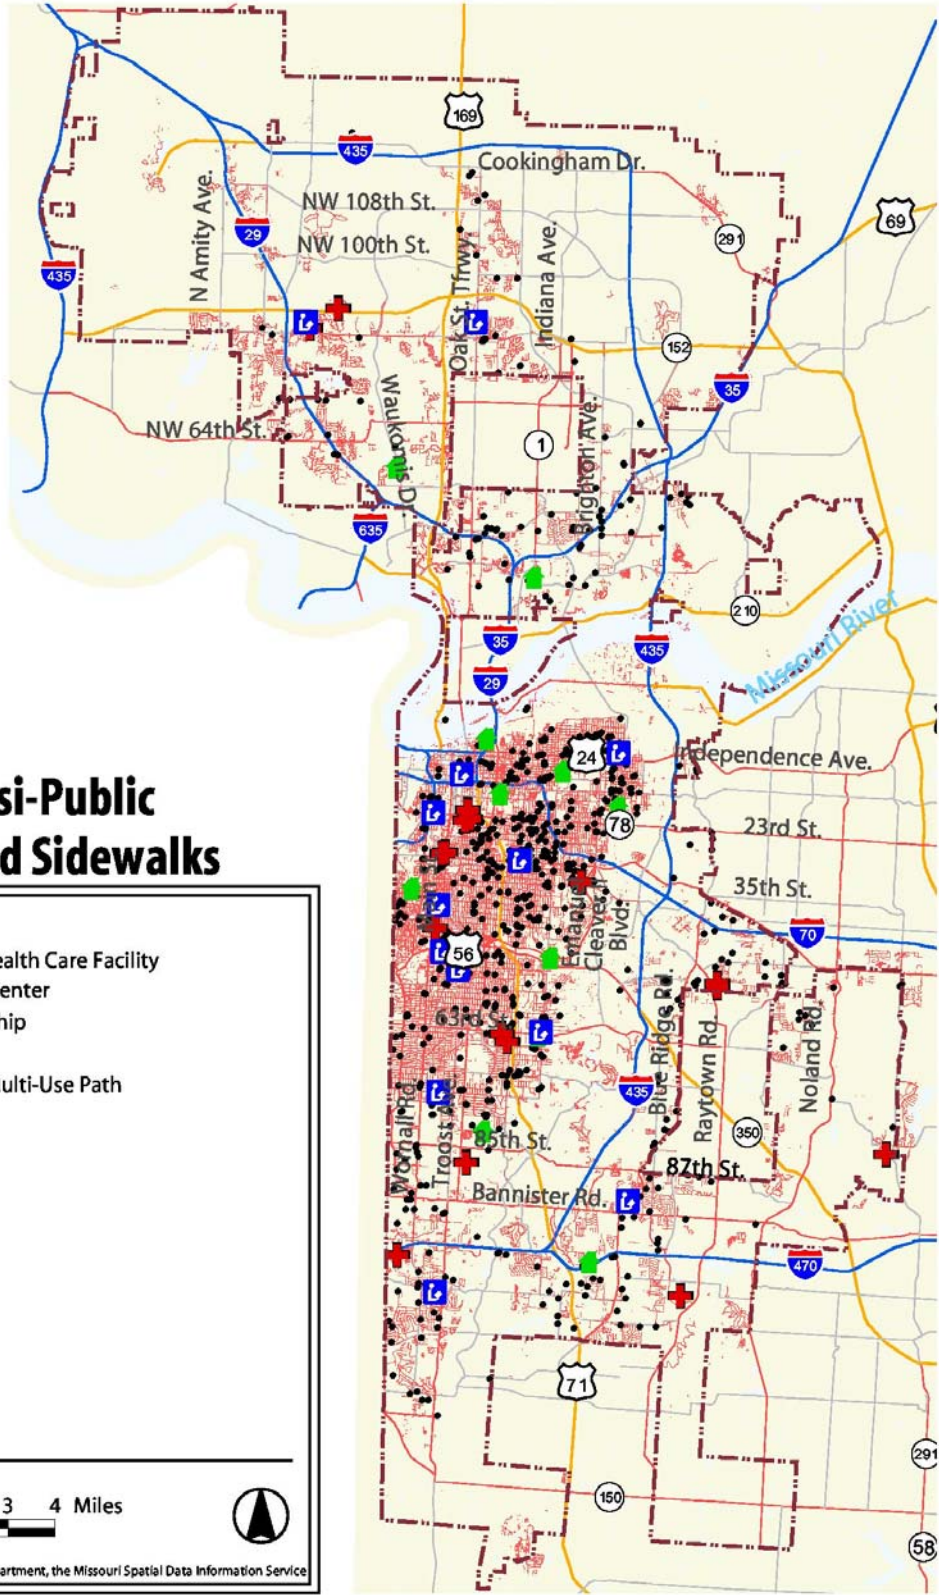 169
435
Cookingham Dr.
69
NW 108th St.
N Amity Ave.
29
NW 100th St.
291
435
Oak St. Tfrwy.
Indiana Ave.
152
35
Waukomis Dr.
Brighton Ave.
NW 64th St.
1
635
210
35
435
Missouri River
29
24
Independence Ave.
si-Public
d Sidewalks
78
23rd St.
35th St.
Emanuel
Cleaver II
Blvd.
70
56
ealth Care Facility
enter
hip
ulti-Use Path
63rd St.
Blue Ridge Rd.
Raytown Rd.
Noland Rd.
435
Wornall Rd.
Troost Ave.
350
85th St.
87th St.
Bannister Rd.
470
71
291
3 4 Miles
150
58
artment, the Missouri Spatial Data Information Service